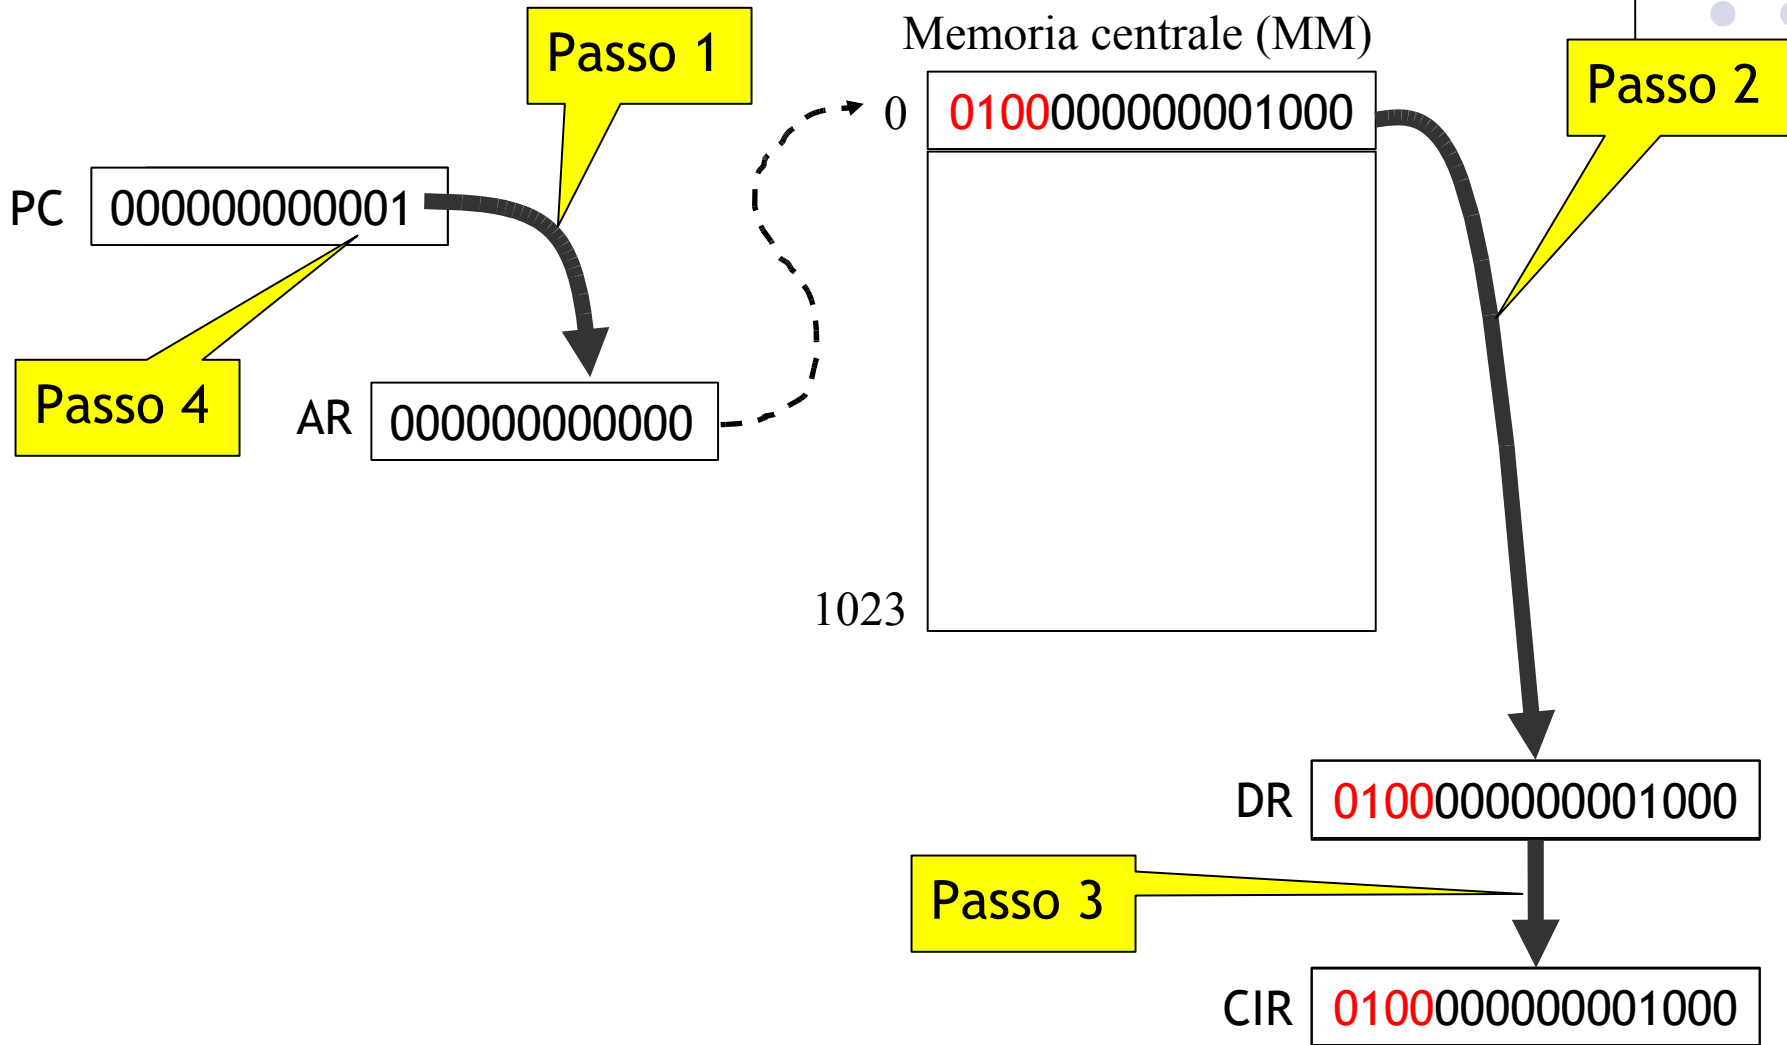 Memoria centrale (MM)
Passo 1
Passo 2
0 0100000000001000
PC 000000000001
Passo 4
AR 000000000000
1023
DR 0100000000001000
Passo 3
CIR 0100000000001000